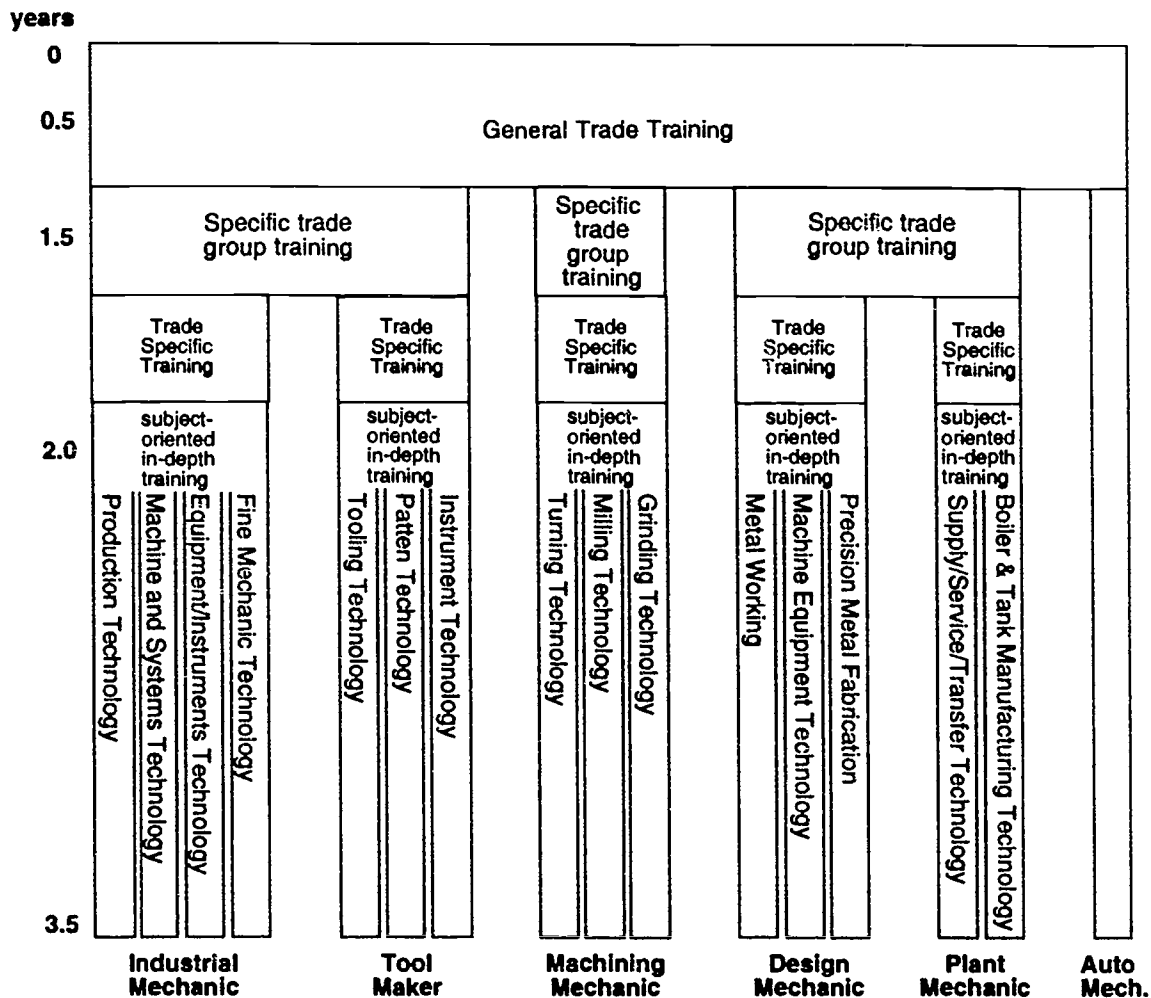 years
0
0.5
General Trade Training
1.5
Specific trade
group training
Specific
trade
group
training
Specific trade
group training
Trade
Specific
Training
Trade
Specific
Training
Trade
Specific
Training
Trade
Specific
Training
Trade
Specific
Training
2.0
subject-
oriented
in-depth
training
subject-
oriented
in-depth
training
subject-
oriented
in-depth
training
subject-
oriented
in-depth
training
subject-
oriented
in-depth
training
Production Technology
Machine and Systems Technology
Equipment/Instruments Technology
Fine Mechanic Technology
Tooling Technology
Patten Technology
Instrument Technology
Turning Technology
Milling Technology
Grinding Technology
Metal Working
Machine Equipment Technology
Precision Metal Fabrication
Supply/Service/Transfer Technology
Boiler & Tank Manufacturing Technology
3.5
Industrial
Mechanic
Tool
Maker
Machining
Mechanic
Design
Mechanic
Plant
Mechanic
Auto
Mech.